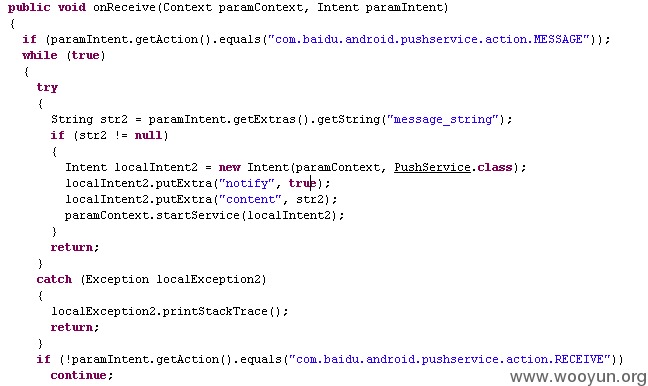 public void onReceive(Context paramContext, Intent paramIntent)
{
if (paramIntent.getAction().equals("com.baidu.android.pushservice.action.MESSAGE"));
while (true)
{
try
{
String str2 = paramIntent.getExtras().getString("message_string");
if (str2 != null)
{
Intent localIntent2 = new Intent(paramContext, PushService.class);
localIntent2.putExtra("notify", true);
localIntent2.putExtra("content", str2);
paramContext.startService(localIntent2);
}
return;
}
catch (Exception localException2)
{
localException2.printStackTrace();
return;
}
if (!paramIntent.getAction().equals("com.baidu.android.pushservice.action.RECEIVE"))
continue;
www.wooyun.org